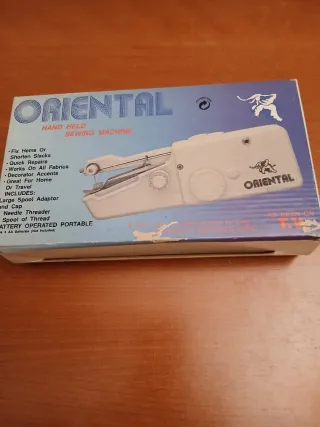 ORIENTAL
HAND HELD
SEWING MACHINE
• Fix Hems Or
Shorten Slacks
• Quick Repairs
• Works On All Fabrics
• Decorator Accents
• Great For Home
Or Travel
INCLUDES:
Large Spool Adaptor
and Cap
Needle Threader
Spool of Thread
BATTERY OPERATED PORTABLE
ORIENTAL